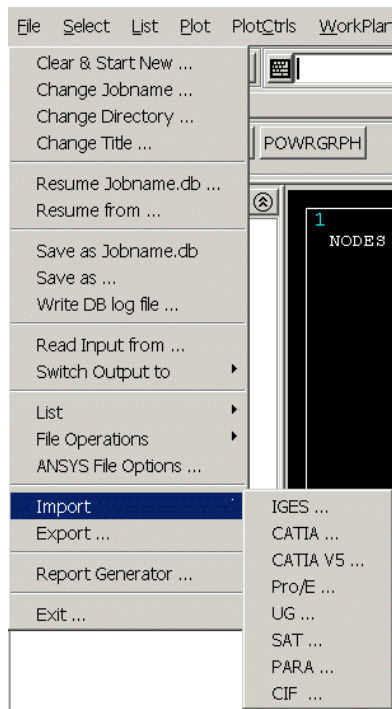 File Select List Plot PlotCtrls WorkPlan
Clear & Start New ...
Change Jobname ...
Change Directory ...
Change Title ...
POWRGRPH
Resume Jobname.db ...
Resume from ...
1
NODES
Save as Jobname.db
Save as ...
Write DB log file ...
Read Input from ...
Switch Output to
List
File Operations
ANSYS File Options ...
Import
Export ...
Report Generator ...
Exit ...
IGES ...
CATIA ...
CATIA V5 ...
Pro/E ...
UG ...
SAT ...
PARA ...
CIF ...